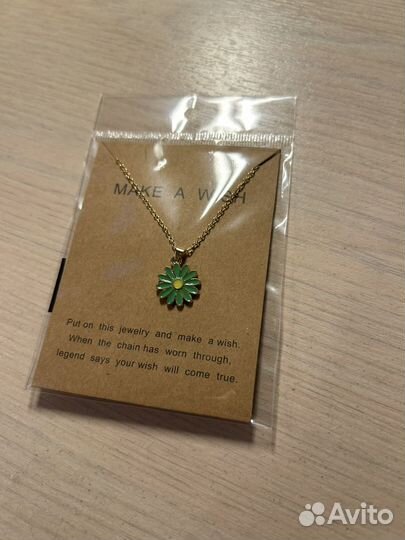 MAKE A WISH
Put on this jewelry and make a wish.
When the chain has worn through,
legend says your wish will come true.
Avito